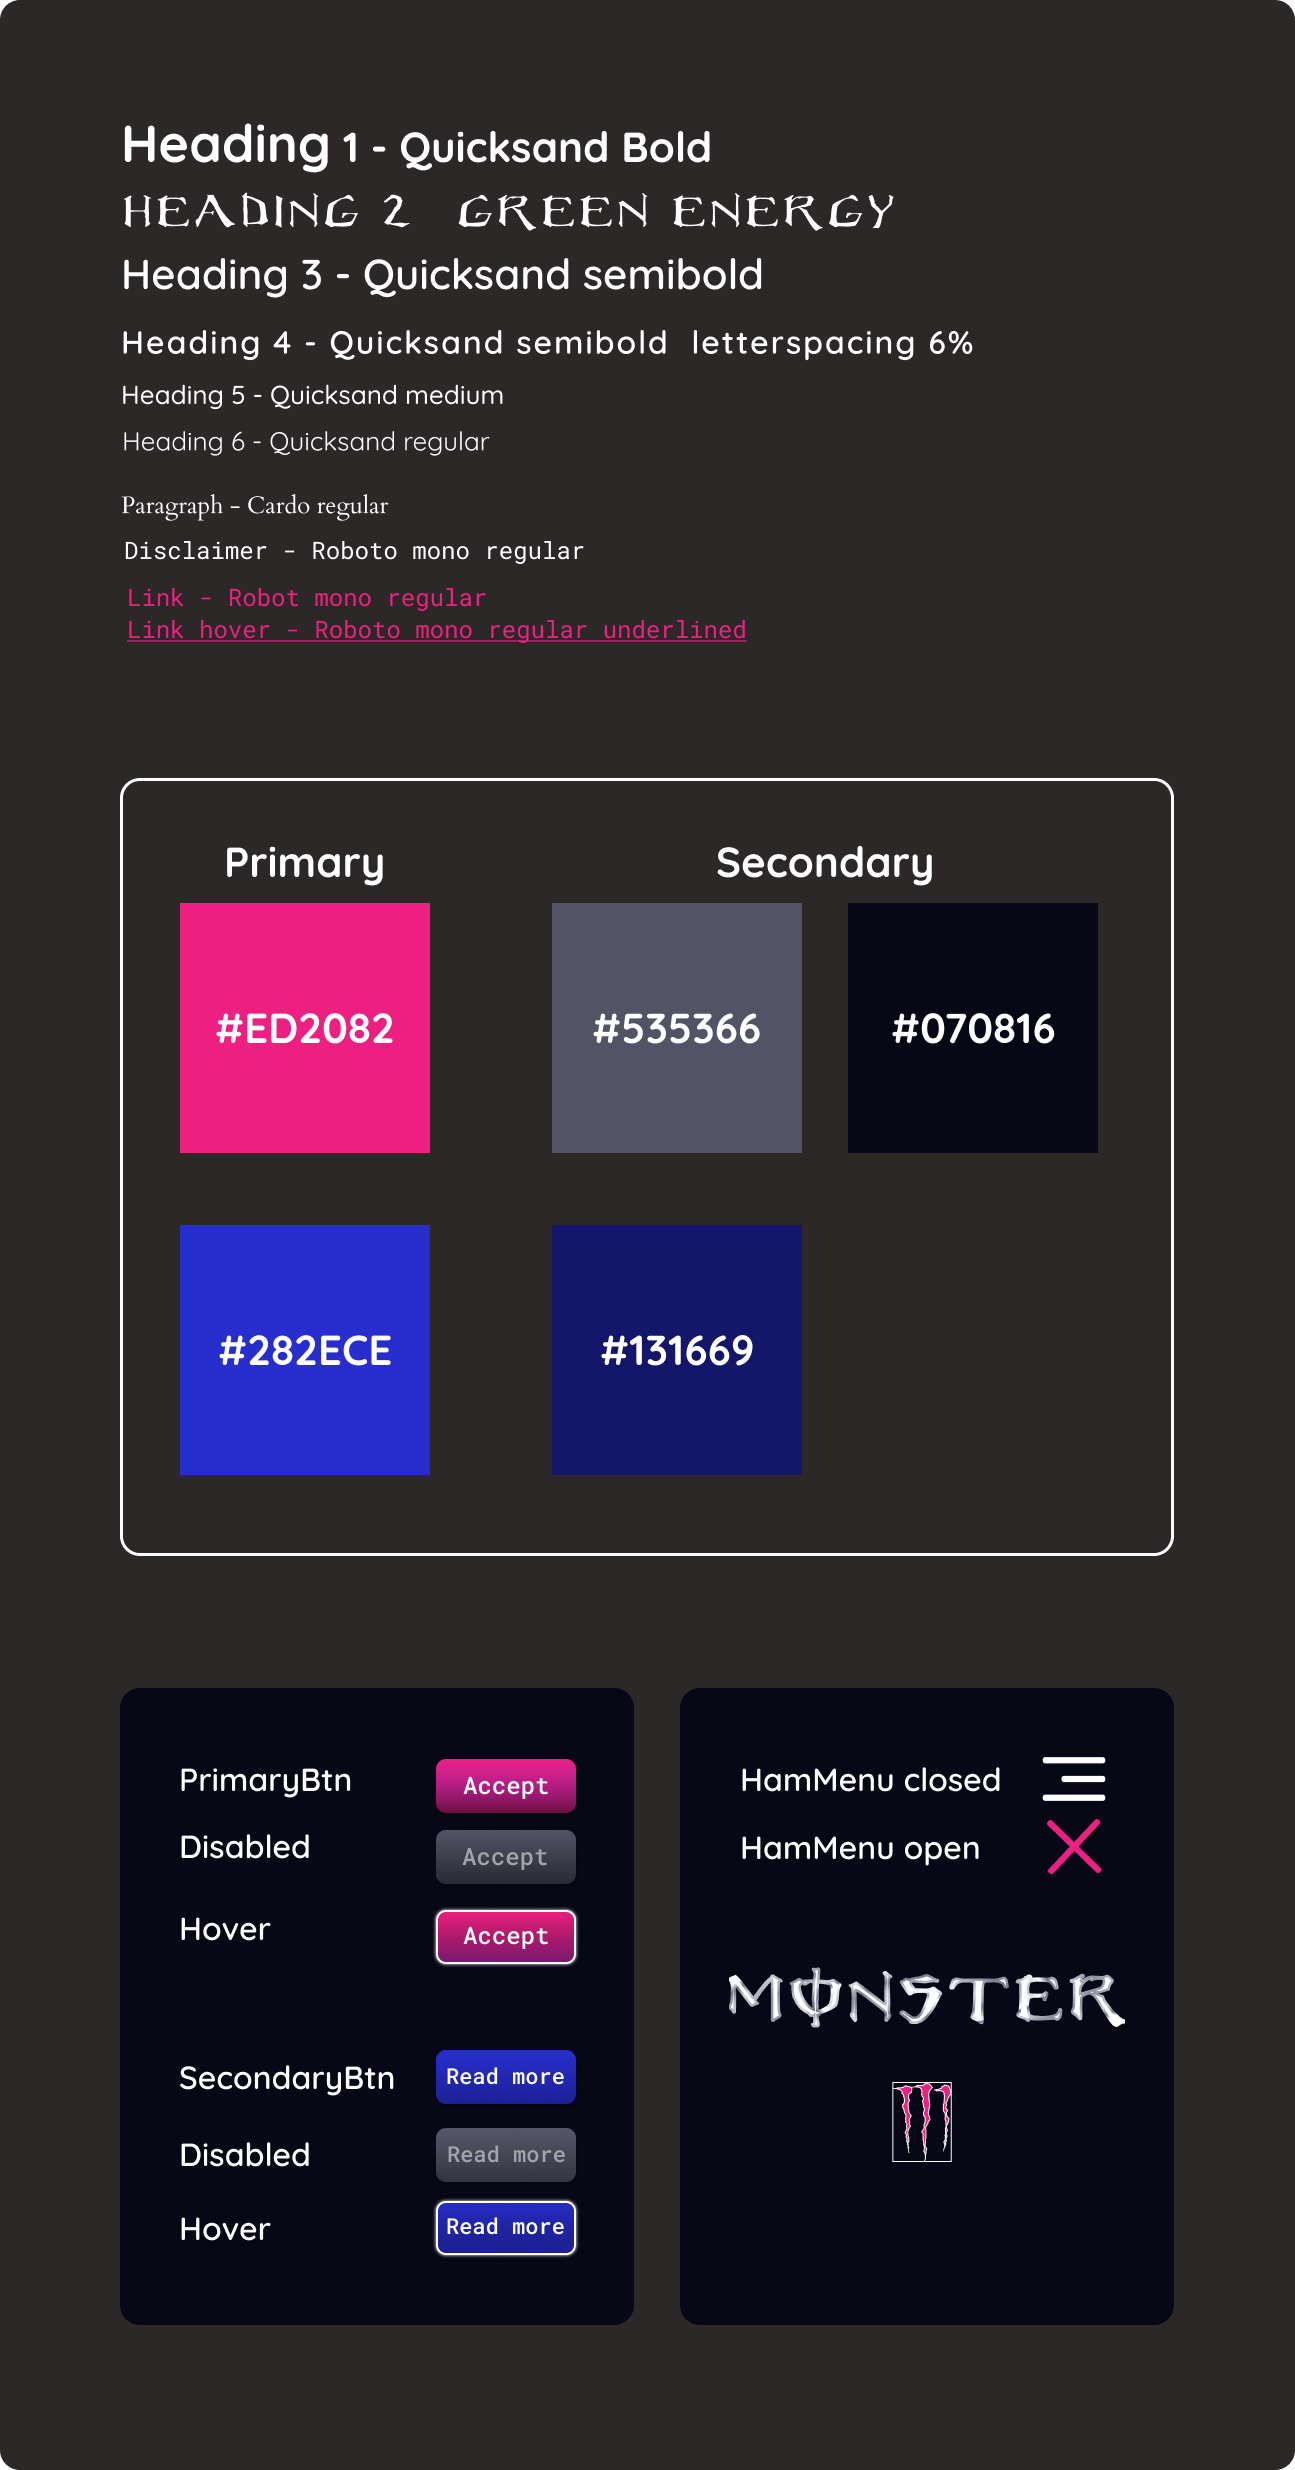 Heading 1 - Quicksand Bold
HEADING 2 GREEN ENERGY
Heading 3 - Quicksand semibold
Heading 4 - Quicksand semibold letterspacing 6%
Heading 5 - Quicksand medium
Heading 6 - Quicksand regular
Paragraph - Cardo regular
Disclaimer - Roboto mono regular
Link - Robot mono regular
Link hover - Roboto mono regular underlined
Primary
Secondary
#ED2082
#535366
#070816
#282ECE
#131669
PrimaryBtn
Accept
Disabled
Accept
Hover
Accept
SecondaryBtn
Read more
Disabled
Read more
Hover
Read more
HamMenu closed
HamMenu open
MONSTER